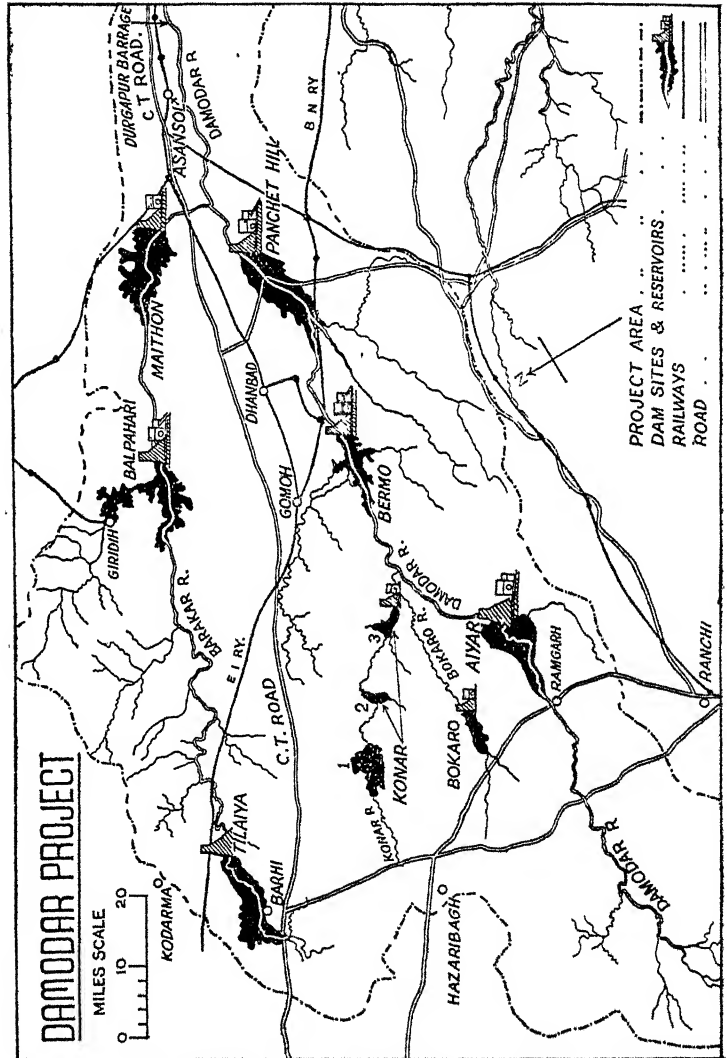 DAMODAR PROJECT
MILES SCALE
0 10 20
KODARMA
TILAIYA
BARHI
HAZARIBAGH
E I RY.
C.T. ROAD
BARAKAR R.
GIRIDIH
BALPAHARI
MAITHON
DURGAPUR BARRAGE
C T ROAD.
ASANSOL
DAMODAR R
PANCHET HILL
B N RY
DHANBAD
GOMOH
BERMO
DAMODAR R.
KONAR R
1
2
3
KONAR
BOKARO R.
BOKARO
AIYAR
RAMGARH
DAMODAR R
RANCHI
N
PROJECT AREA
DAM SITES & RESERVOIRS
RAILWAYS
ROAD